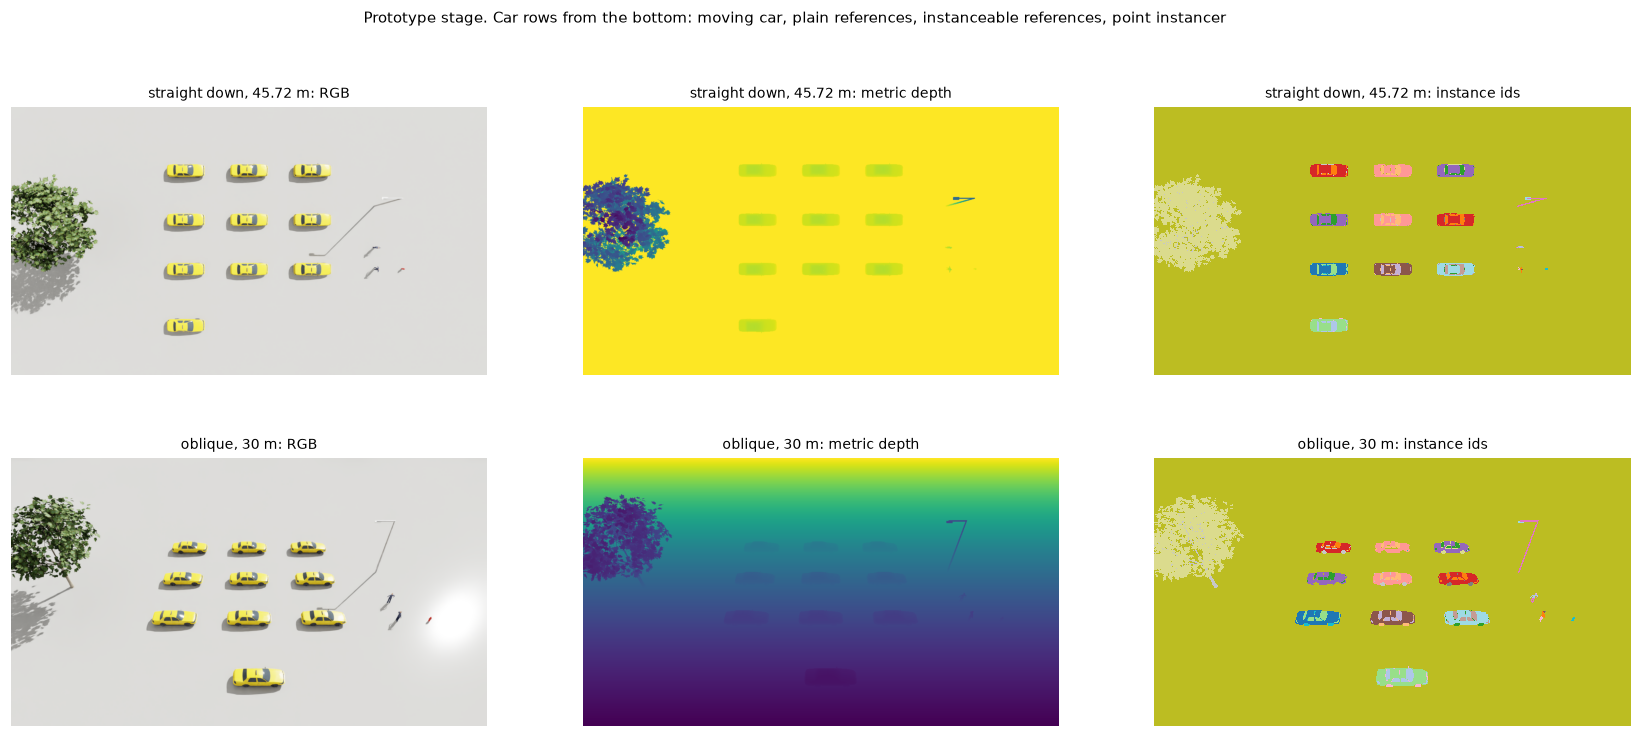 Prototype stage. Car rows from the bottom: moving car, plain references, instanceable references, point instancer
straight down, 45.72 m: RGB
straight down, 45.72 m: metric depth
straight down, 45.72 m: instance ids
oblique, 30 m: RGB
oblique, 30 m: metric depth
oblique, 30 m: instance ids